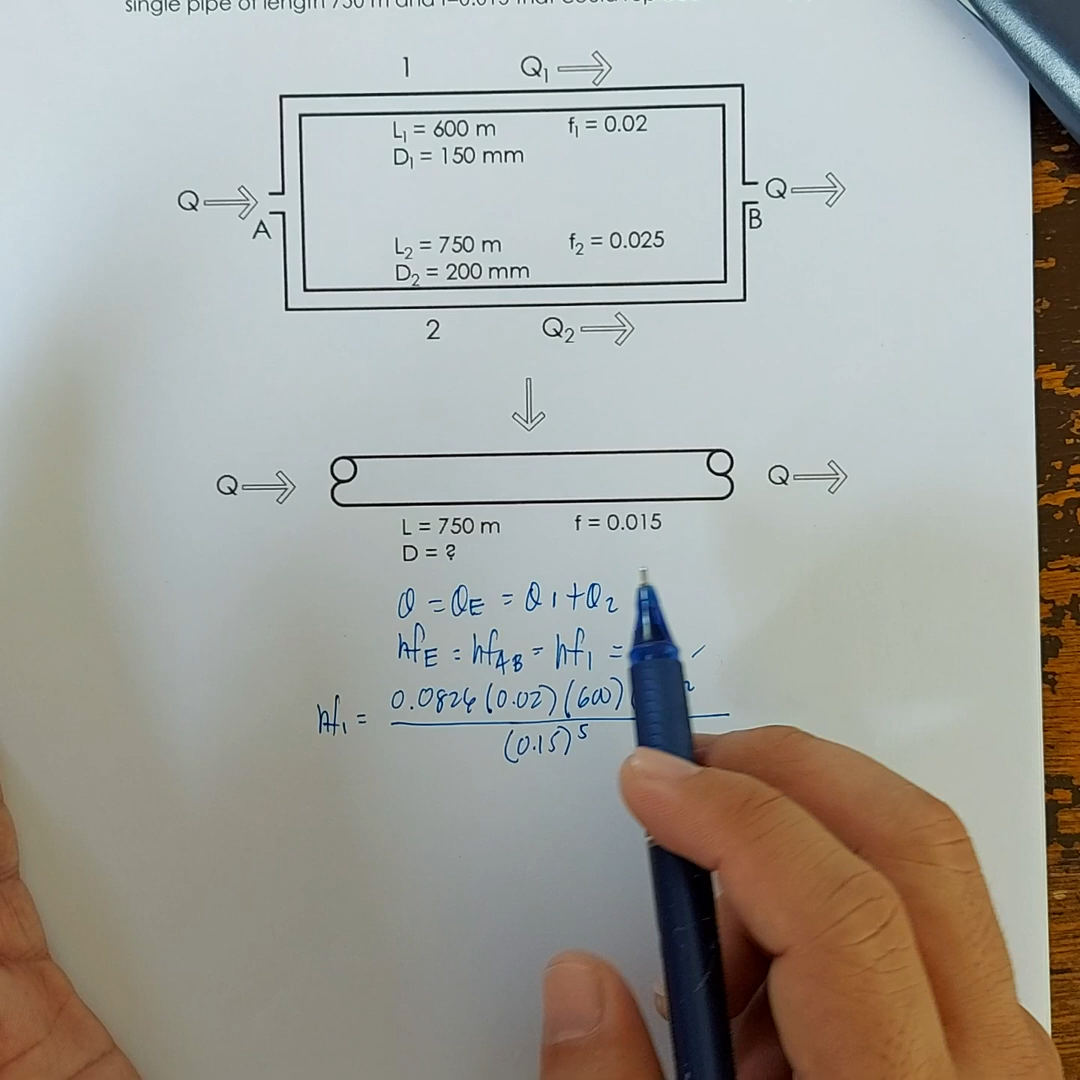 single pipe of length 750 m and f=0.015 that could
1 Q₁
L₁ = 600 m f₁ = 0.02
D₁ = 150 mm
Q Q
A B
L₂ = 750 m f₂ = 0.025
D₂ = 200 mm
2 Q₂
Q Q
L = 750 m f = 0.015
D = ?
Q = QE = Q1+Q2
hfE = hfAB = hf1 =
hf1 = 0.0826 (0.02) (600)
(0.15)⁵